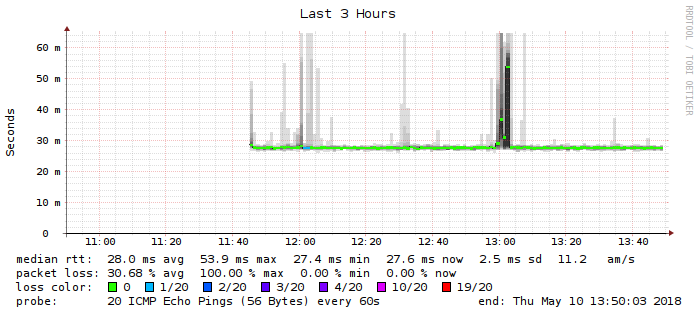 Last 3 Hours
RRDTOOL / TOBI OETIKER
Seconds
60 m
50 m
40 m
30 m
20 m
10 m
0
11:00 11:20 11:40 12:00 12:20 12:40 13:00 13:20 13:40
median rtt: 28.0 ms avg 53.9 ms max 27.4 ms min 27.6 ms now 2.5 ms sd 11.2 am/s
packet loss: 30.68 % avg 100.00 % max 0.00 % min 0.00 % now
loss color: 0 1/20 2/20 3/20 4/20 10/20 19/20
probe: 20 ICMP Echo Pings (56 Bytes) every 60s end: Thu May 10 13:50:03 2018